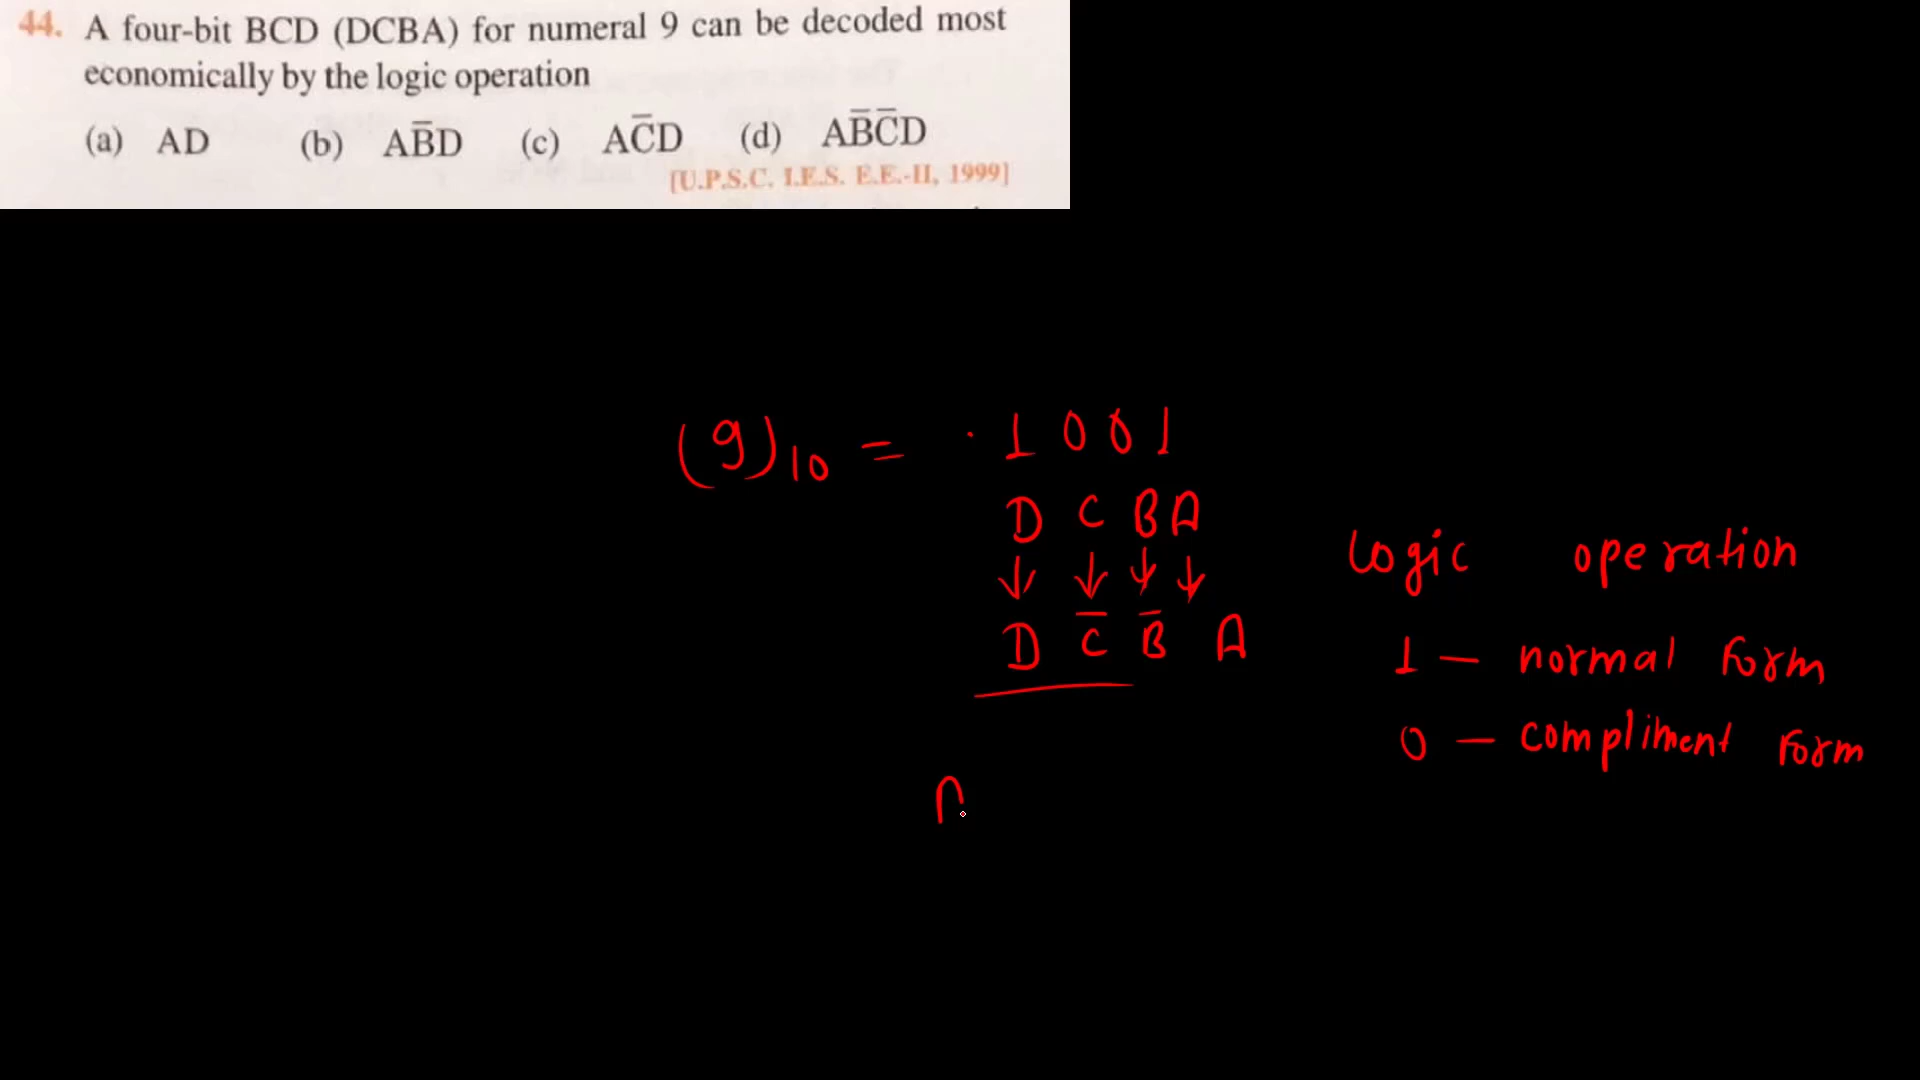 44. A four-bit BCD (DCBA) for numeral 9 can be decoded most
economically by the logic operation
(a) AD (b) AB̅D (c) AC̅D (d) AB̅C̅D
[U.P.S.C. I.E.S. E.E.-II, 1999]
(9)₁₀ = 1 0 0 1
D C B A
↓ ↓ ↓ ↓
D C̅ B̅ A
logic operation
1 — normal form
0 — compliment form